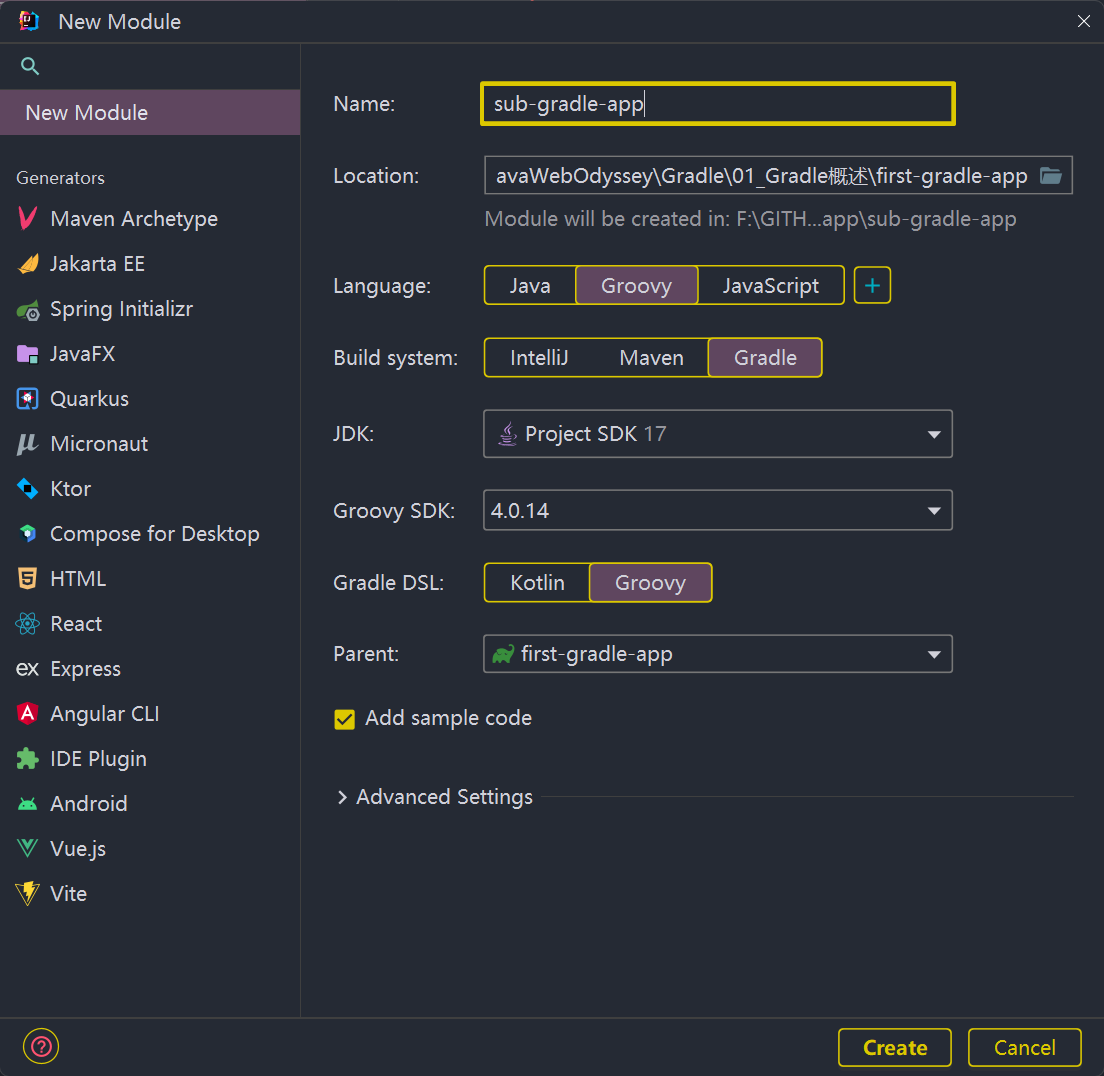 New Module
New Module
Generators
Maven Archetype
Jakarta EE
Spring Initializr
JavaFX
Quarkus
Micronaut
Ktor
Compose for Desktop
HTML
React
ex Express
Angular CLI
IDE Plugin
Android
Vue.js
Vite
Name: sub-gradle-app
Location: avaWebOdyssey\Gradle\01_Gradle概述\first-gradle-app
Module will be created in: F:\GITH...app\sub-gradle-app
Language: Java Groovy JavaScript +
Build system: IntelliJ Maven Gradle
JDK: Project SDK 17
Groovy SDK: 4.0.14
Gradle DSL: Kotlin Groovy
Parent: first-gradle-app
Add sample code
Advanced Settings
? Create Cancel